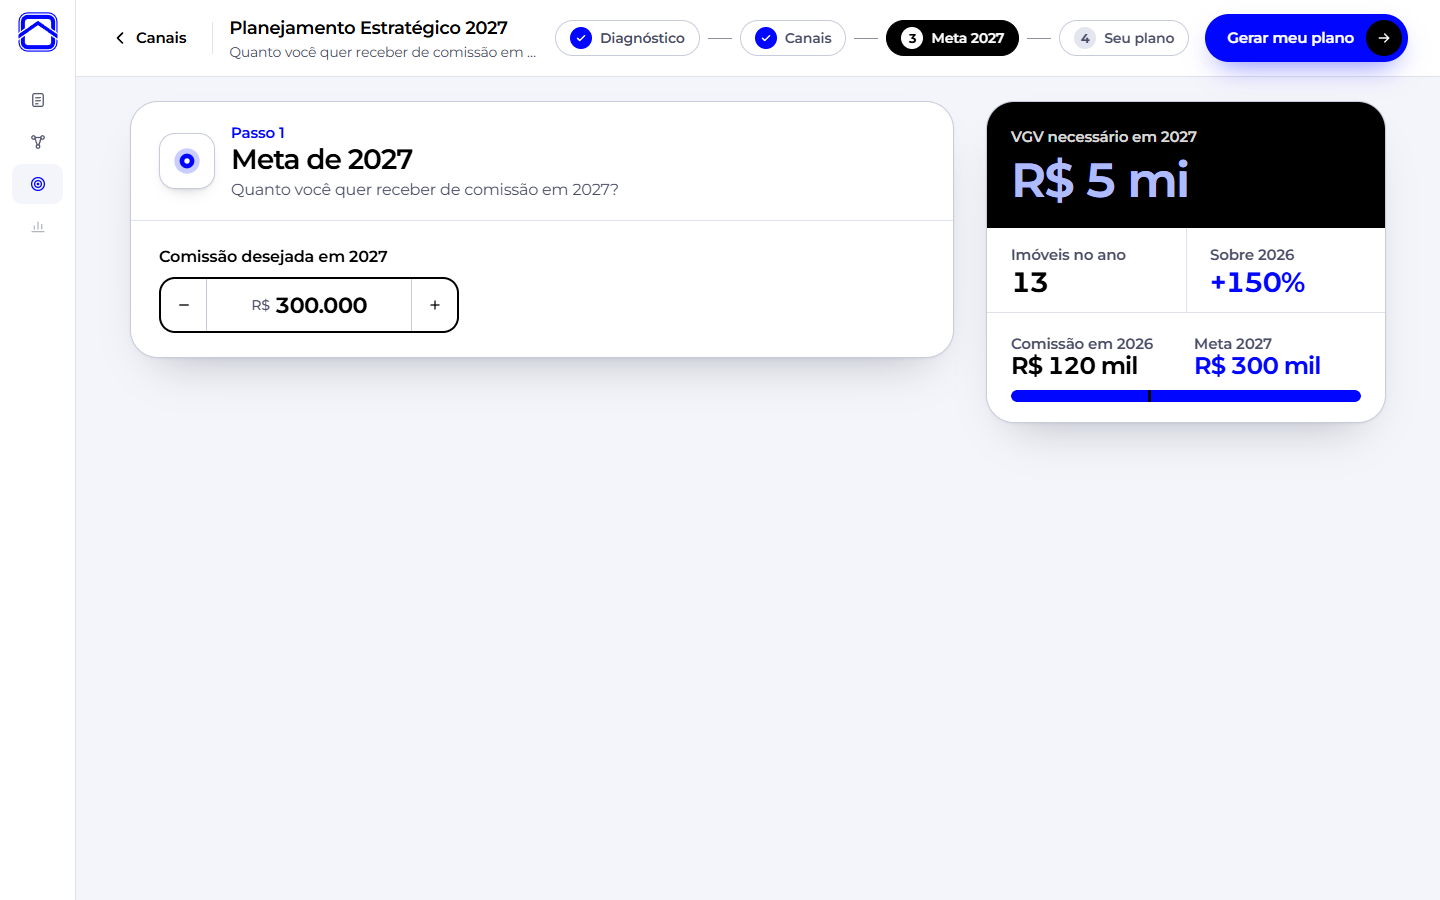 Canais
Planejamento Estratégico 2027
Quanto você quer receber de comissão em ...
Diagnóstico
Canais
3 Meta 2027
4 Seu plano
Gerar meu plano
Passo 1
Meta de 2027
Quanto você quer receber de comissão em 2027?
Comissão desejada em 2027
− R$ 300.000 +
VGV necessário em 2027
R$ 5 mi
Imóveis no ano
13
Sobre 2026
+150%
Comissão em 2026
R$ 120 mil
Meta 2027
R$ 300 mil